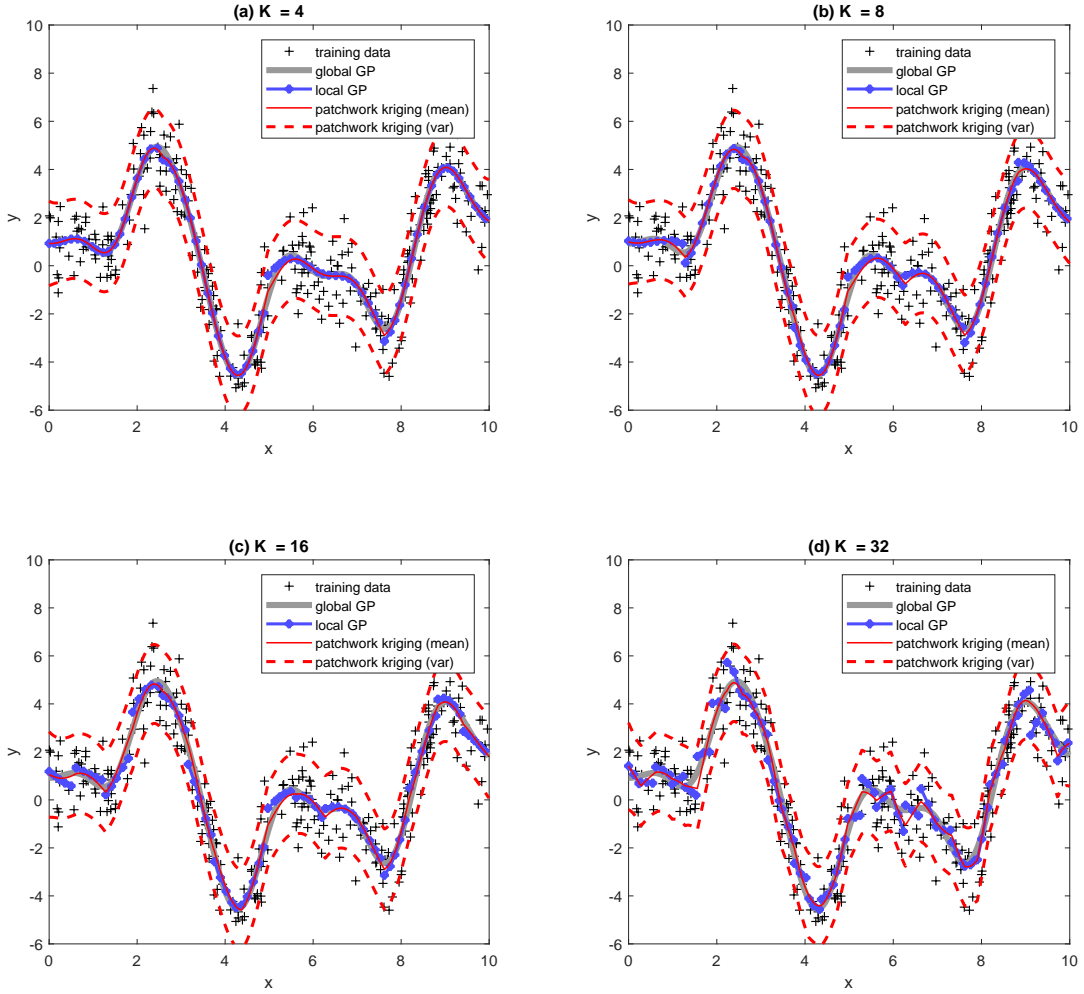 (a) K = 4
10
8
6
4
2
0
-2
-4
-6
0 2 4 6 8 10
x
y
training data
global GP
local GP
patchwork kriging (mean)
patchwork kriging (var)
(b) K = 8
10
8
6
4
2
0
-2
-4
-6
0 2 4 6 8 10
x
y
training data
global GP
local GP
patchwork kriging (mean)
patchwork kriging (var)
(c) K = 16
10
8
6
4
2
0
-2
-4
-6
0 2 4 6 8 10
x
y
training data
global GP
local GP
patchwork kriging (mean)
patchwork kriging (var)
(d) K = 32
10
8
6
4
2
0
-2
-4
-6
0 2 4 6 8 10
x
y
training data
global GP
local GP
patchwork kriging (mean)
patchwork kriging (var)